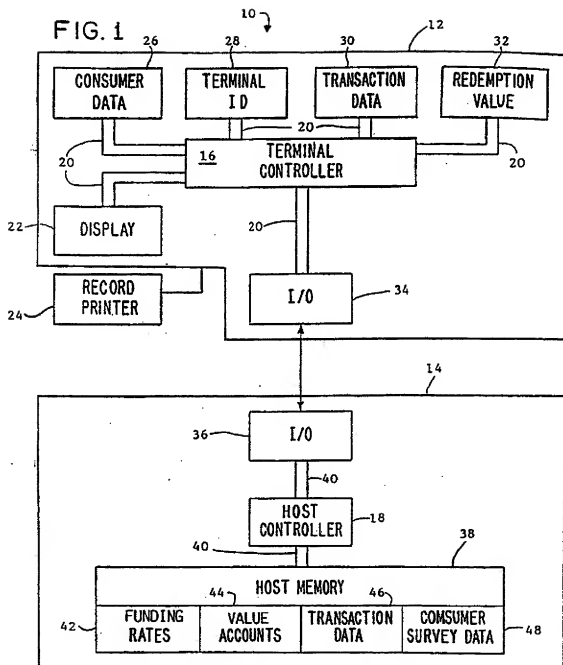 FIG. 1
10
12
26
28
30
32
CONSUMER
DATA
TERMINAL
ID
TRANSACTION
DATA
REDEMPTION
VALUE
20
20
20
16
TERMINAL
CONTROLLER
22
DISPLAY
20
24
RECORD
PRINTER
I/O
34
14
36
I/O
40
HOST
CONTROLLER
18
40
38
HOST MEMORY
44
46
42
FUNDING
RATES
VALUE
ACCOUNTS
TRANSACTION
DATA
COMSUMER
SURVEY DATA
48